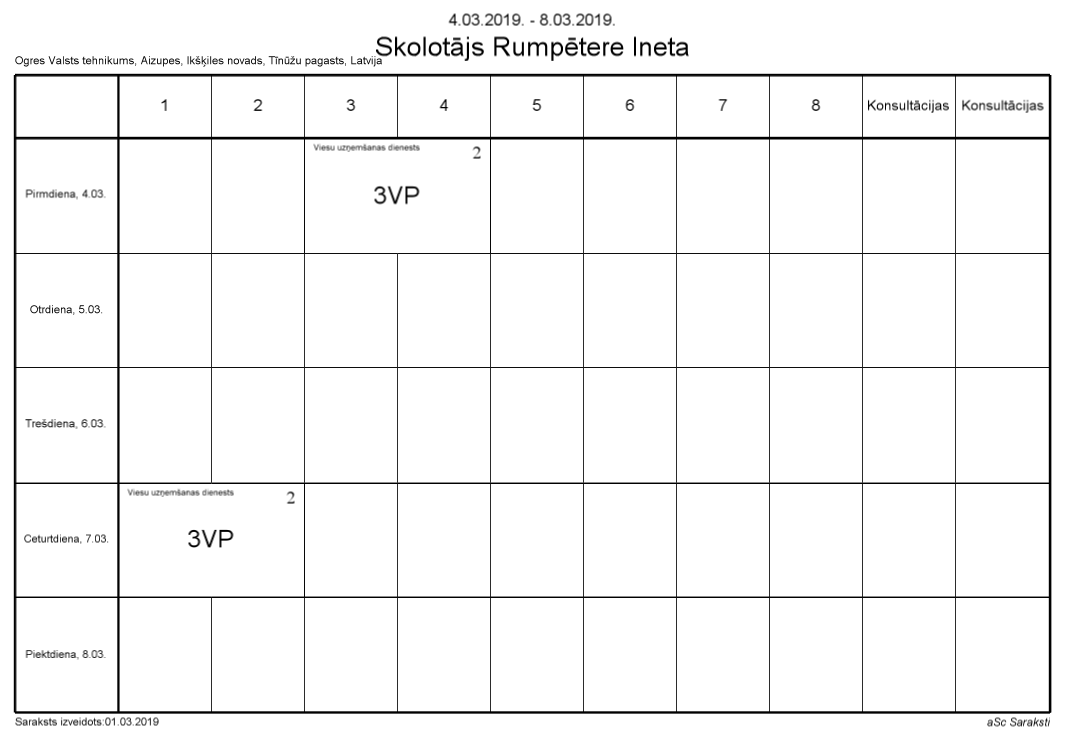 4.03.2019. - 8.03.2019.
Skolotājs Rumpētere Ineta
Ogres Valsts tehnikums, Aizupes, Ikšķiles novads, Tīnūžu pagasts, Latvija
1 2 3 4 5 6 7 8 Konsultācijas Konsultācijas
Viesu uzņemšanas dienests 2
Pirmdiena, 4.03. 3VP
Otrdiena, 5.03.
Trešdiena, 6.03.
Viesu uzņemšanas dienests 2
Ceturtdiena, 7.03. 3VP
Piektdiena, 8.03.
Saraksts izveidots:01.03.2019 aSc Saraksti